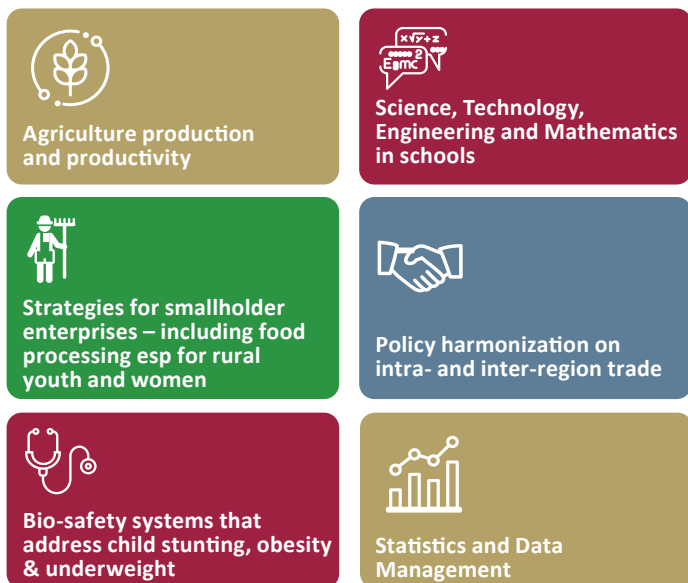 Agriculture production
and productivity
x√y+z
E=mc²
Science, Technology,
Engineering and Mathematics
in schools
Strategies for smallholder
enterprises – including food
processing esp for rural
youth and women
Policy harmonization on
intra- and inter-region trade
Bio-safety systems that
address child stunting, obesity
& underweight
Statistics and Data
Management